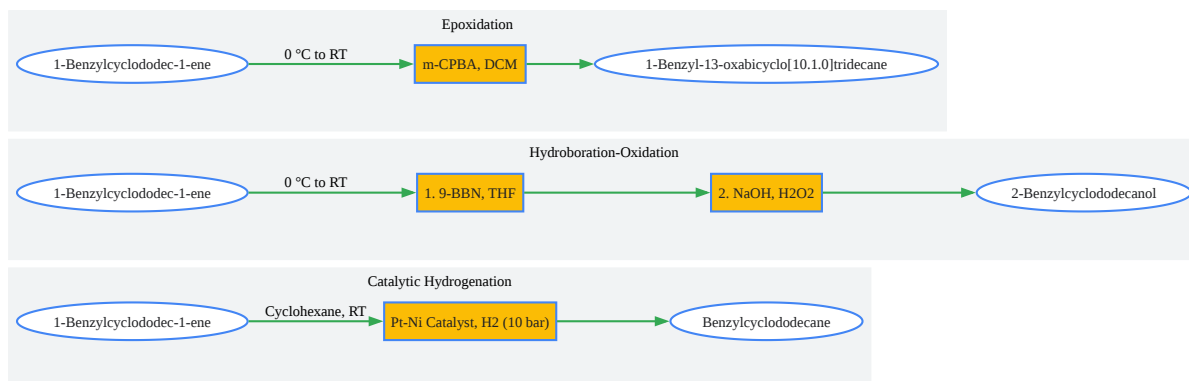 Epoxidation
1-Benzylcyclododec-1-ene
0 °C to RT
m-CPBA, DCM
1-Benzyl-13-oxabicyclo[10.1.0]tridecane
Hydroboration-Oxidation
1-Benzylcyclododec-1-ene
0 °C to RT
1. 9-BBN, THF
2. NaOH, H2O2
2-Benzylcyclododecanol
Catalytic Hydrogenation
1-Benzylcyclododec-1-ene
Cyclohexane, RT
Pt-Ni Catalyst, H2 (10 bar)
Benzylcyclododecane